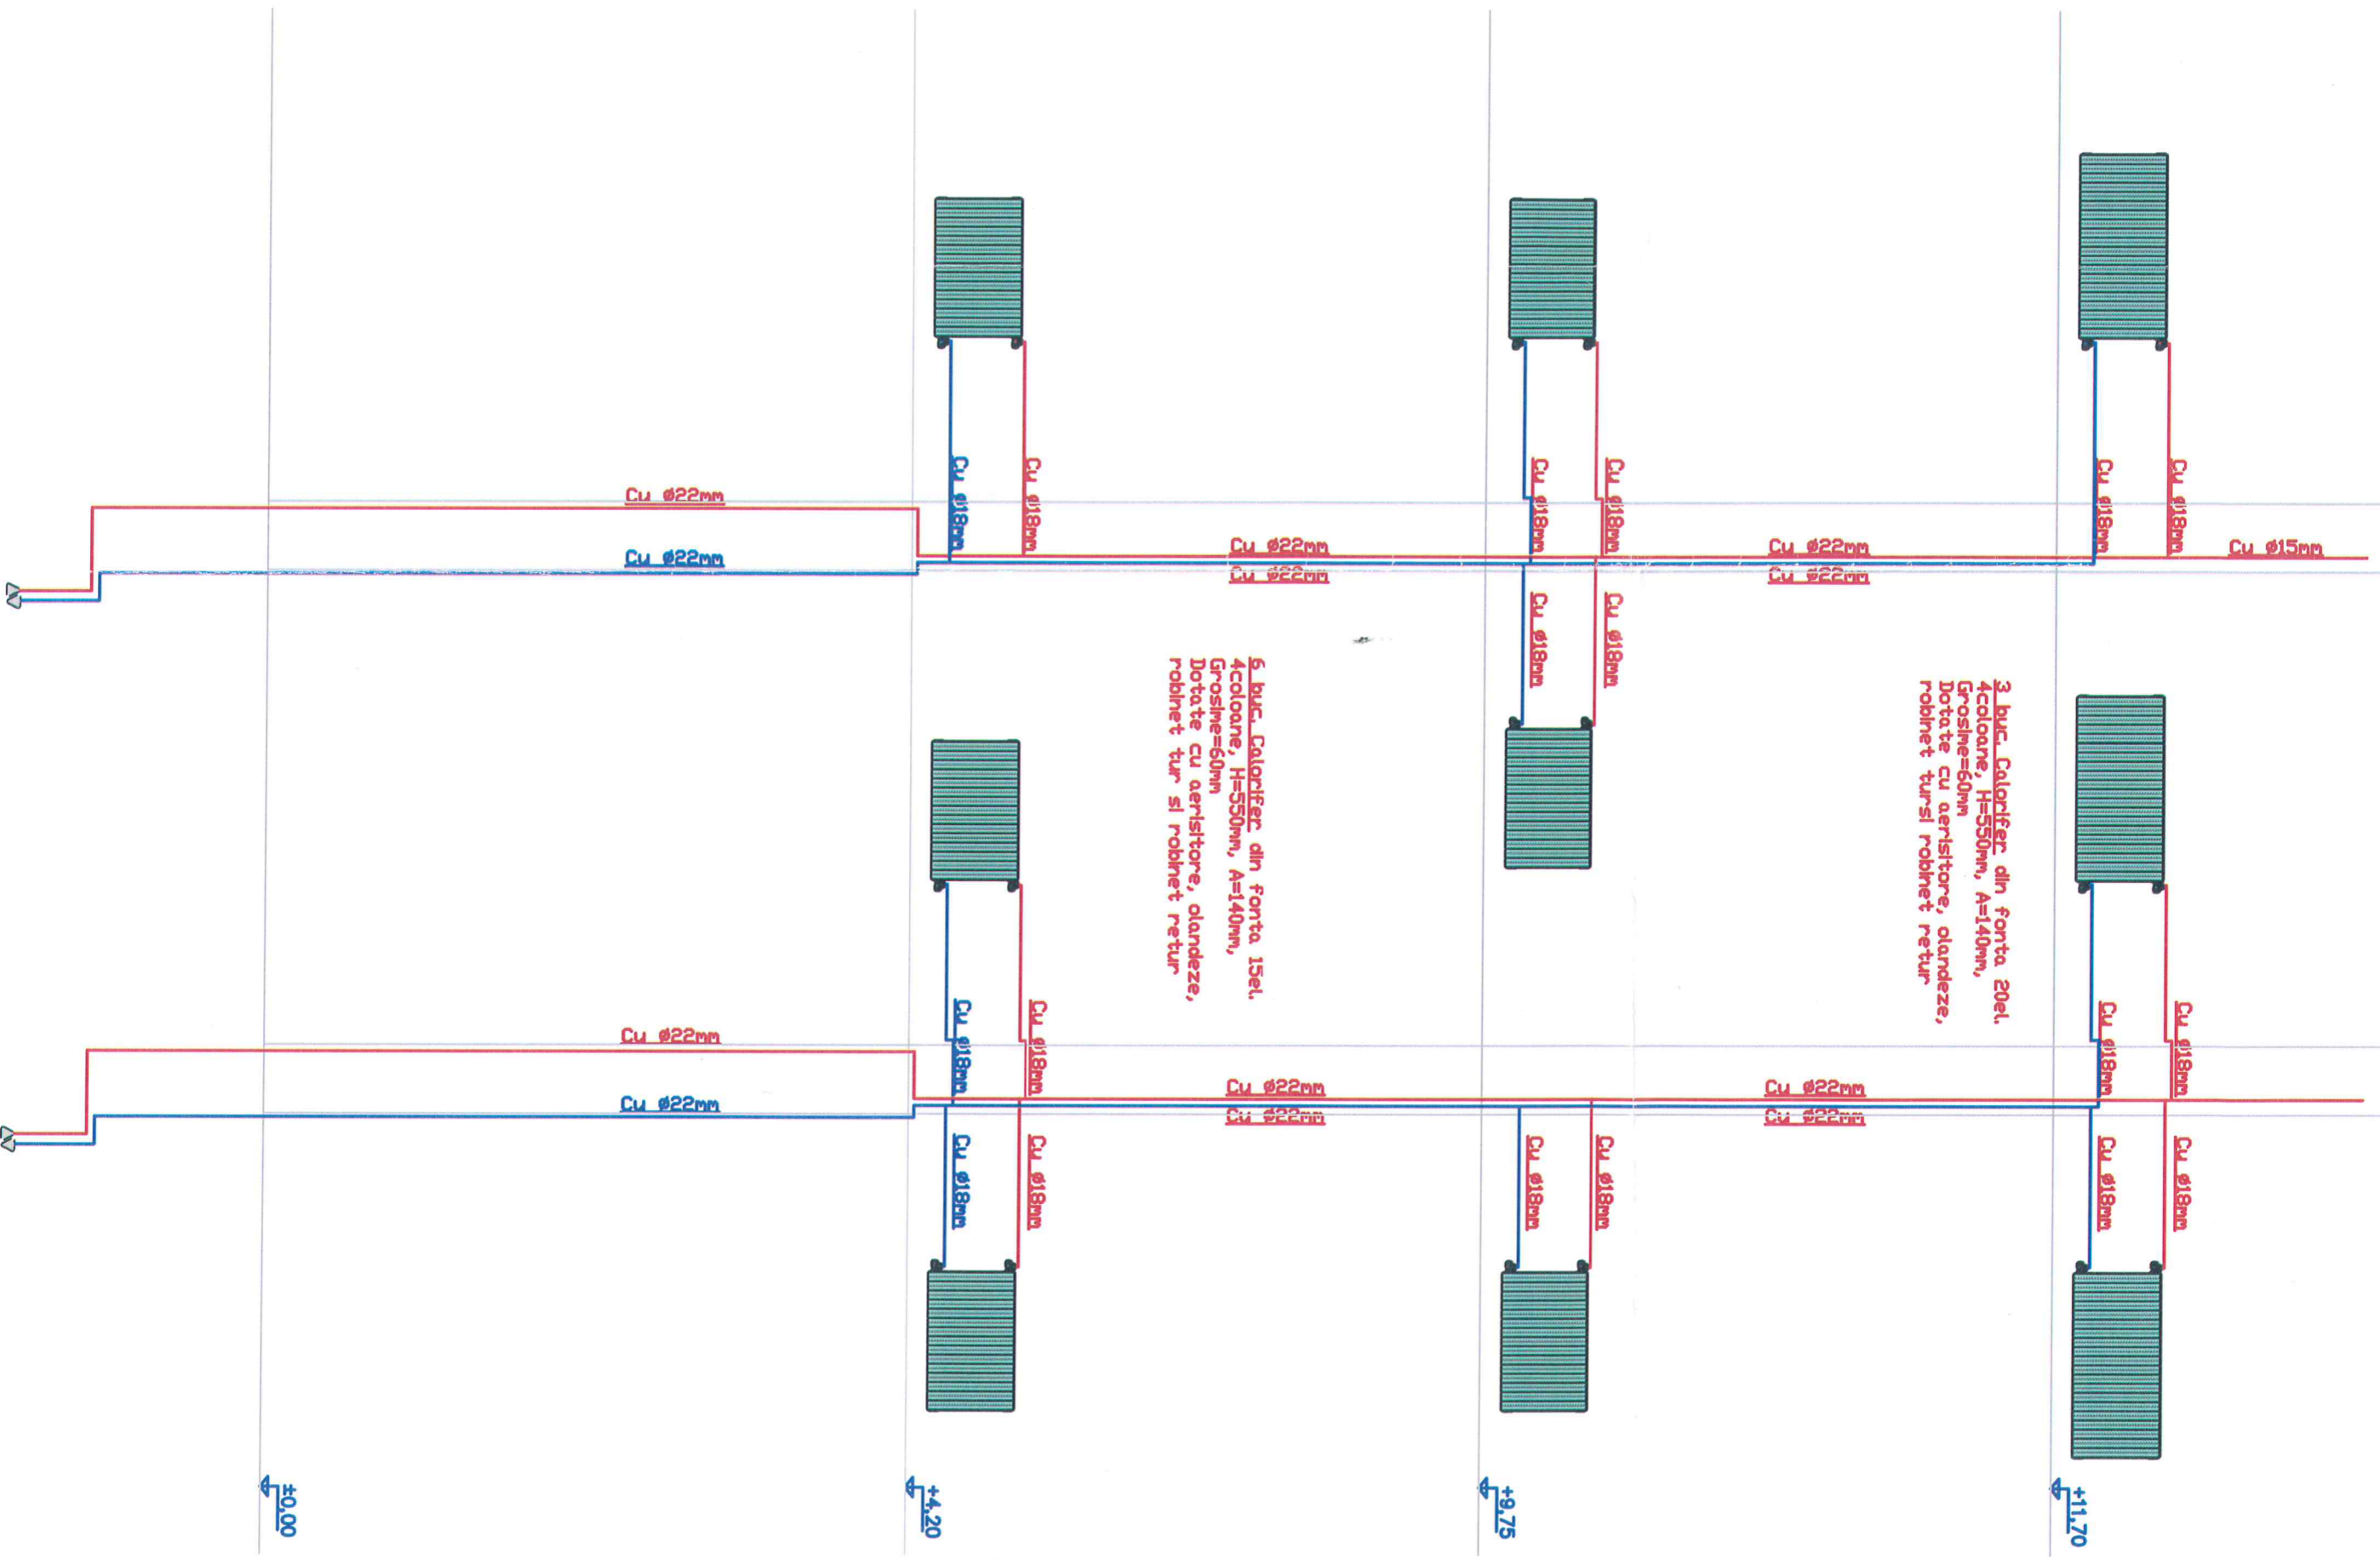 Cu ø15mm
Cu ø18mm
Cu ø18mm
Cu ø18mm
Cu ø18mm
Cu ø18mm
Cu ø18mm
+11,70
3 buc. Calorifer din fonta 20el.
4coloane, H=550mm, A=140mm,
Grosime=60mm
Dotate cu aerisitore, olandeze,
robinet tursi robinet retur
Cu ø22mm
Cu ø22mm
Cu ø22mm
Cu ø22mm
Cu ø18mm
Cu ø18mm
Cu ø18mm
Cu ø18mm
Cu ø18mm
Cu ø18mm
+9,75
Cu ø22mm
Cu ø22mm
Cu ø22mm
Cu ø22mm
6 buc. Calorifer din fonta 15el.
4coloane, H=550mm, A=140mm,
Grosime=60mm
Dotate cu aerisitore, olandeze,
robinet tur si robinet retur
Cu ø18mm
Cu ø18mm
Cu ø18mm
Cu ø18mm
Cu ø18mm
Cu ø18mm
+4,20
Cu ø22mm
Cu ø22mm
Cu ø22mm
Cu ø22mm
±0,00